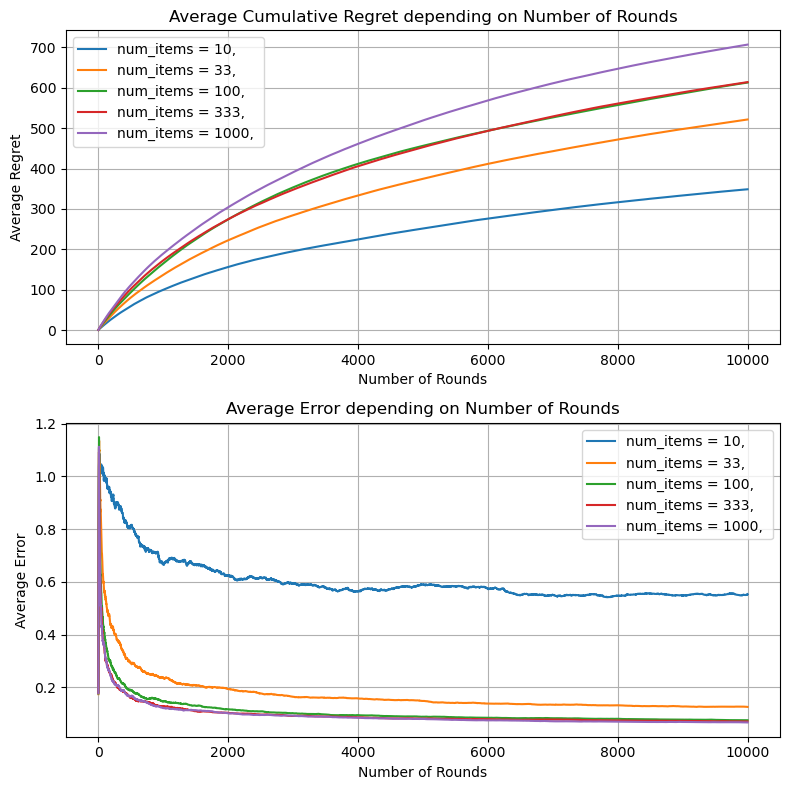 Average Cumulative Regret depending on Number of Rounds
700
600
500
400
300
200
100
0
Average Regret
num_items = 10,
num_items = 33,
num_items = 100,
num_items = 333,
num_items = 1000,
0 2000 4000 6000 8000 10000
Number of Rounds
Average Error depending on Number of Rounds
1.2
1.0
0.8
0.6
0.4
0.2
Average Error
num_items = 10,
num_items = 33,
num_items = 100,
num_items = 333,
num_items = 1000,
0 2000 4000 6000 8000 10000
Number of Rounds